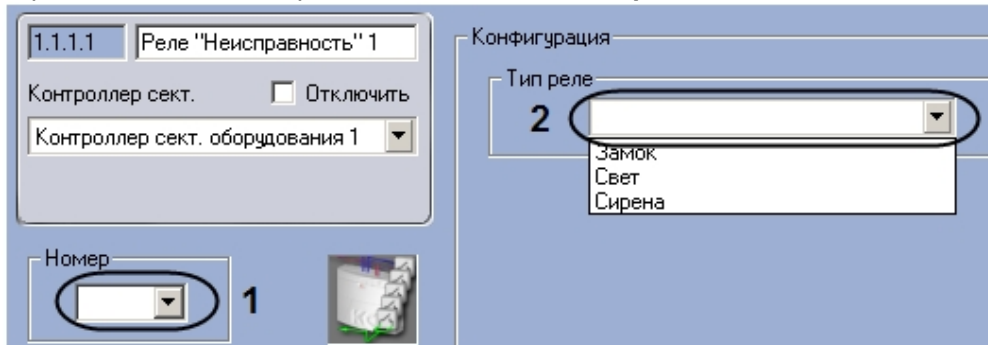 1.1.1.1 Реле "Неисправность" 1
Контроллер сект. Отключить
Контроллер сект. оборудования 1
Номер
1
Конфигурация
Тип реле
2
Замок
Свет
Сирена